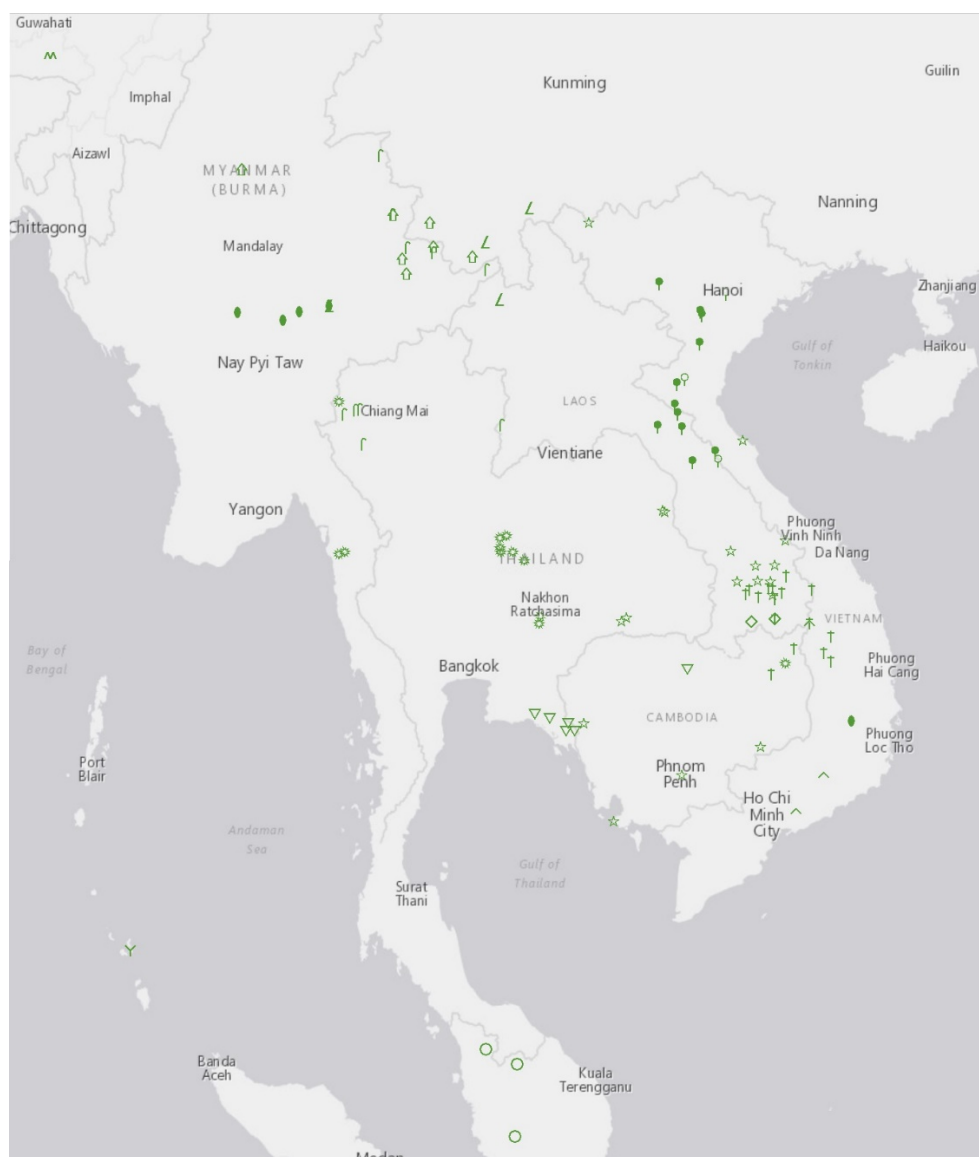 Guwahati
Kunming
Guilin
Imphal
Aizawl
MYANMAR
(BURMA)
Nanning
Chittagong
Mandalay
Zhanjiang
Hanoi
Haikou
Gulf of
Tonkin
Nay Pyi Taw
LAOS
Chiang Mai
Vientiane
Yangon
Phuong
Vinh Ninh
Da Nang
THAILAND
Nakhon
Ratchasima
VIETNAM
Bay of
Bengal
Bangkok
Phuong
Hai Cang
CAMBODIA
Phuong
Loc Tho
Port
Blair
Phnom
Penh
Ho Chi
Minh
City
Andaman
Sea
Gulf of
Thailand
Surat
Thani
Banda
Aceh
Kuala
Terengganu